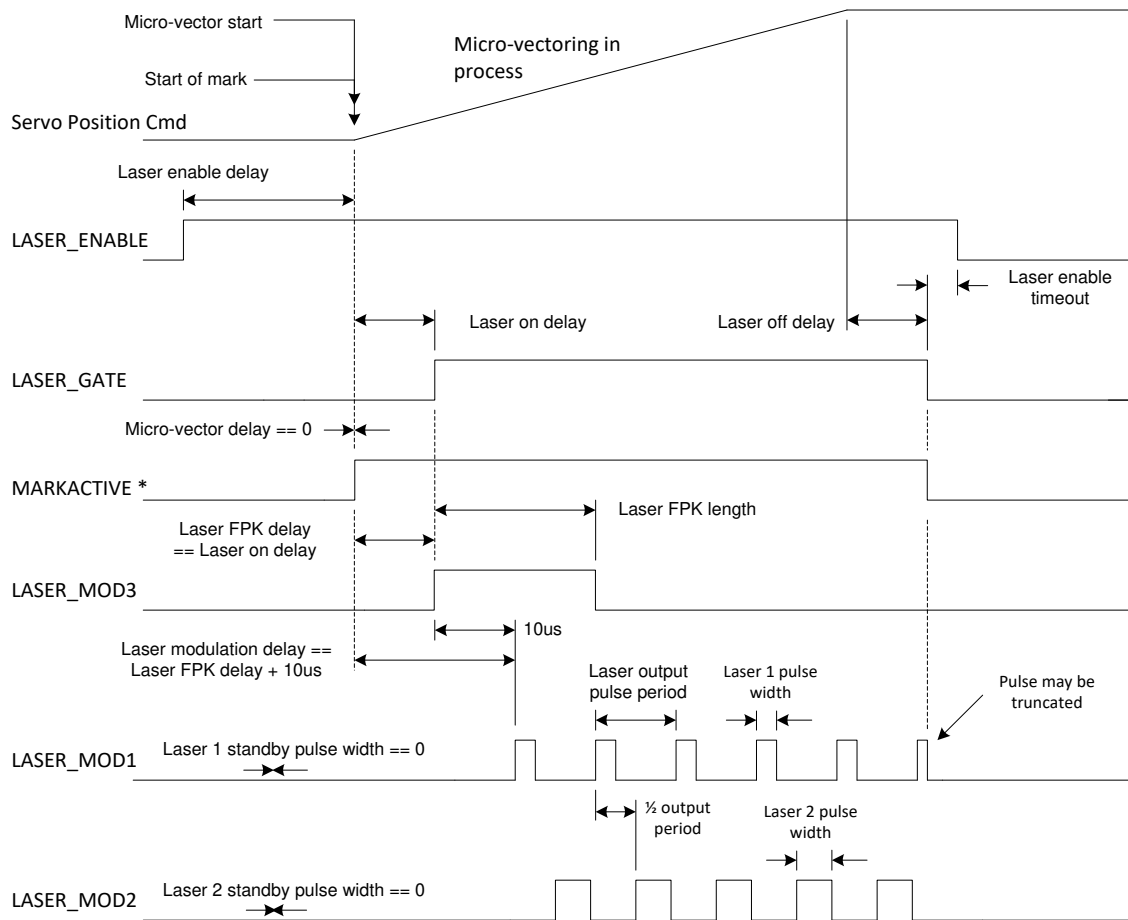 Micro-vector start
Micro-vectoring in
process
Start of mark
Servo Position Cmd
Laser enable delay
LASER_ENABLE
Laser enable
timeout
Laser on delay
Laser off delay
LASER_GATE
Micro-vector delay == 0
MARKACTIVE *
Laser FPK length
Laser FPK delay
== Laser on delay
LASER_MOD3
10us
Laser modulation delay ==
Laser FPK delay + 10us
Laser output
pulse period
Laser 1 pulse
width
Pulse may be
truncated
Laser 1 standby pulse width == 0
LASER_MOD1
½ output
period
Laser 2 pulse
width
Laser 2 standby pulse width == 0
LASER_MOD2